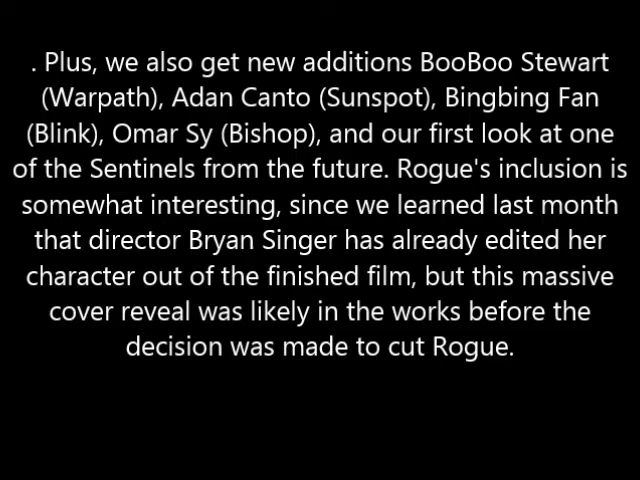 . Plus, we also get new additions BooBoo Stewart
(Warpath), Adan Canto (Sunspot), Bingbing Fan
(Blink), Omar Sy (Bishop), and our first look at one
of the Sentinels from the future. Rogue's inclusion is
somewhat interesting, since we learned last month
that director Bryan Singer has already edited her
character out of the finished film, but this massive
cover reveal was likely in the works before the
decision was made to cut Rogue.